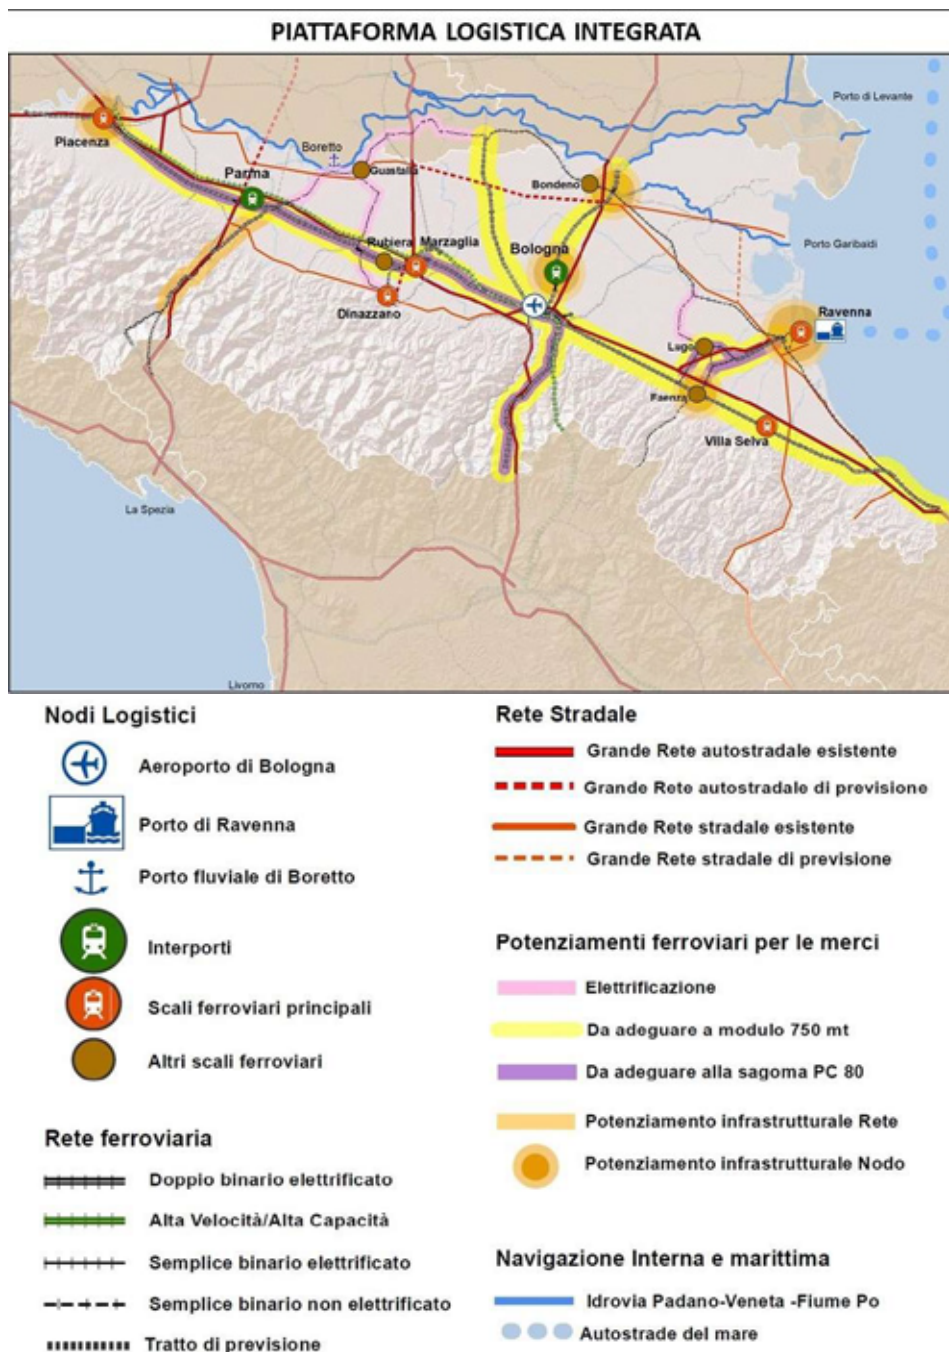 PIATTAFORMA LOGISTICA INTEGRATA
Porto di Levante
Piacenza
Boretto
Parma
Guastalla
Bondeno
Rubiera
Marzaglia
Bologna
Porto Garibaldi
Dinazzano
Ravenna
Lugo
Faenza
Villa Selva
La Spezia
Livorno
Nodi Logistici
Aeroporto di Bologna
Porto di Ravenna
Porto fluviale di Boretto
Interporti
Scali ferroviari principali
Altri scali ferroviari
Rete ferroviaria
Doppio binario elettrificato
Alta Velocità/Alta Capacità
Semplice binario elettrificato
Semplice binario non elettrificato
Tratto di previsione
Rete Stradale
Grande Rete autostradale esistente
Grande Rete autostradale di previsione
Grande Rete stradale esistente
Grande Rete stradale di previsione
Potenziamenti ferroviari per le merci
Elettrificazione
Da adeguare a modulo 750 mt
Da adeguare alla sagoma PC 80
Potenziamento infrastrutturale Rete
Potenziamento infrastrutturale Nodo
Navigazione Interna e marittima
Idrovia Padano-Veneta -Fiume Po
Autostrade del mare